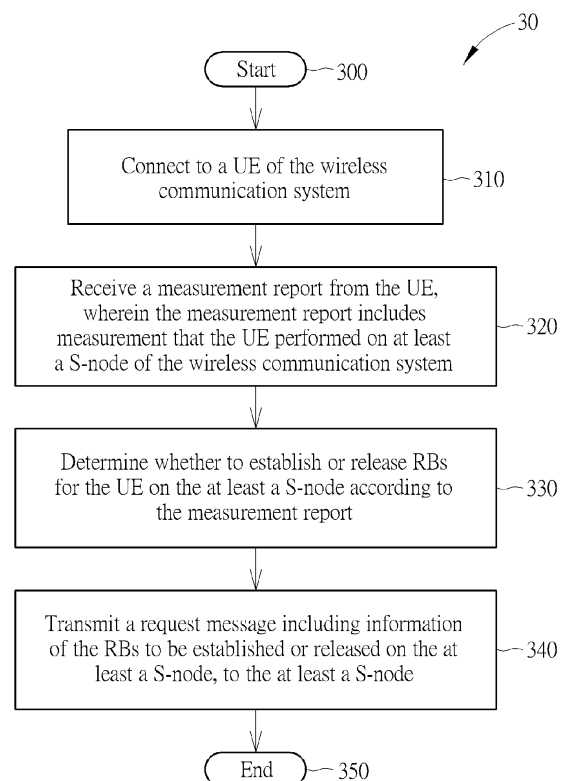 30
Start
300
Connect to a UE of the wireless
communication system
310
Receive a measurement report from the UE,
wherein the measurement report includes
measurement that the UE performed on at least
a S-node of the wireless communication system
320
Determine whether to establish or release RBs
for the UE on the at least a S-node according to
the measurement report
330
Transmit a request message including information
of the RBs to be established or released on the at
least a S-node, to the at least a S-node
340
End
350